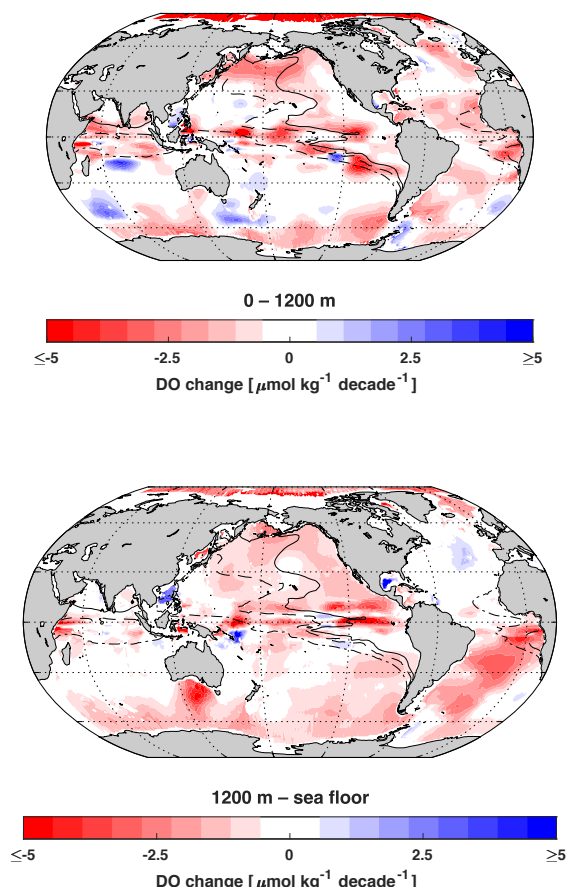 0 – 1200 m
≤-5 -2.5 0 2.5 ≥5
DO change [ μmol kg⁻¹ decade⁻¹ ]
1200 m – sea floor
≤-5 -2.5 0 2.5 ≥5
DO change [ μmol kg⁻¹ decade⁻¹ ]